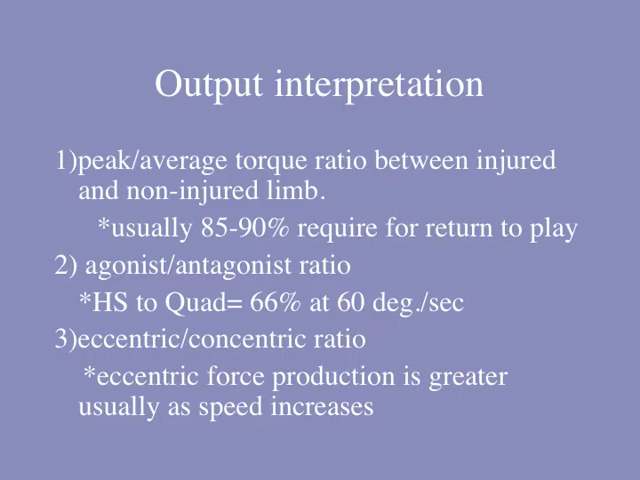 Output interpretation
1)peak/average torque ratio between injured
and non-injured limb.
*usually 85-90% require for return to play
2) agonist/antagonist ratio
*HS to Quad= 66% at 60 deg./sec
3)eccentric/concentric ratio
*eccentric force production is greater
usually as speed increases